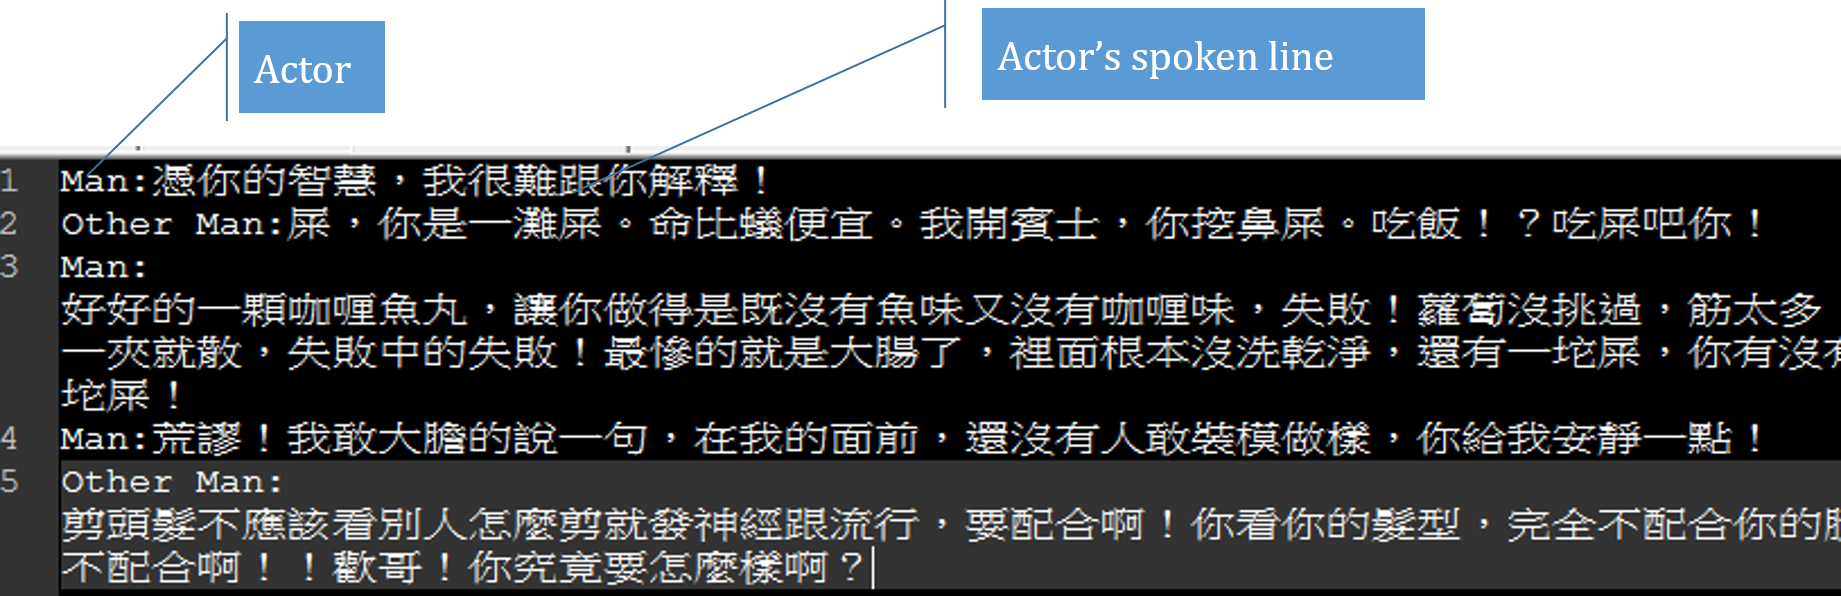 Actor
Actor's spoken line
1 Man:憑你的智慧，我很難跟你解釋！
2 Other Man:屎，你是一灘屎。命比蟻便宜。我開賓士，你挖鼻屎。吃飯！？吃屎吧你！
3 Man:
好好的一顆咖喱魚丸，讓你做得是既沒有魚味又沒有咖喱味，失敗！蘿蔔沒挑過，筋太多，
一夾就散，失敗中的失敗！最慘的就是大腸了，裡面根本沒洗乾淨，還有一坨屎，你有沒有
坨屎！
4 Man:荒謬！我敢大膽的說一句，在我的面前，還沒有人敢裝模做樣，你給我安靜一點！
5 Other Man:
剪頭髮不應該看別人怎麼剪就發神經跟流行，要配合啊！你看你的髮型，完全不配合你的
不配合啊！！歡哥！你究竟要怎麼樣啊？